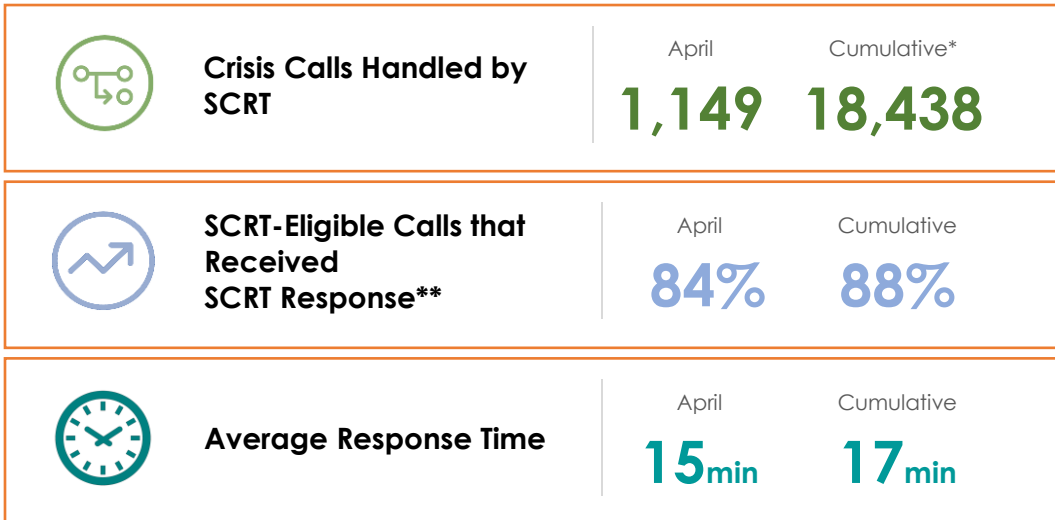 Crisis Calls Handled by
SCRT
April
Cumulative*
1,149
18,438
SCRT-Eligible Calls that
Received
SCRT Response**
April
Cumulative
84%
88%
Average Response Time
April
Cumulative
15min
17min